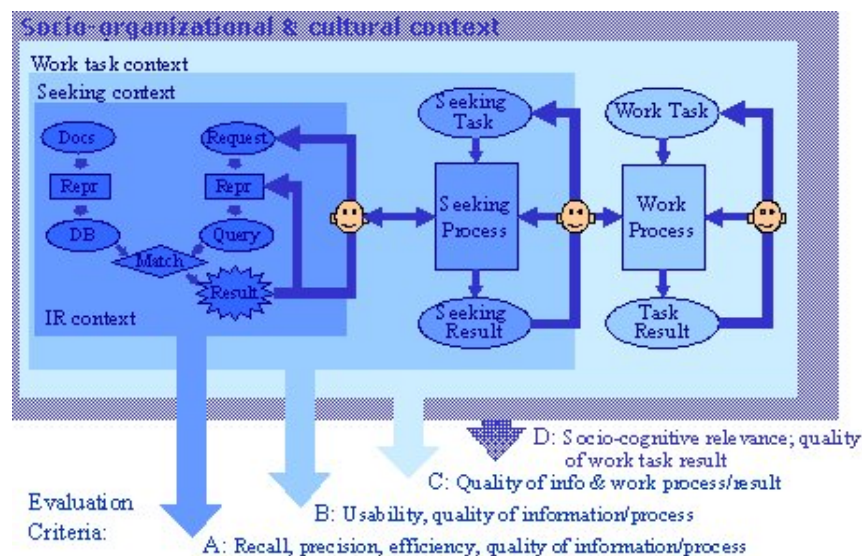 Socio-organizational & cultural context
Work task context
Seeking context
Docs
Request
Repr
Repr
DB
Query
Match
Result
IR context
Seeking
Task
Seeking
Process
Seeking
Result
Work Task
Work
Process
Task
Result
D: Socio-cognitive relevance; quality
of work task result
C: Quality of info & work process/result
Evaluation
Criteria:
B: Usability, quality of information/process
A: Recall, precision, efficiency, quality of information/process